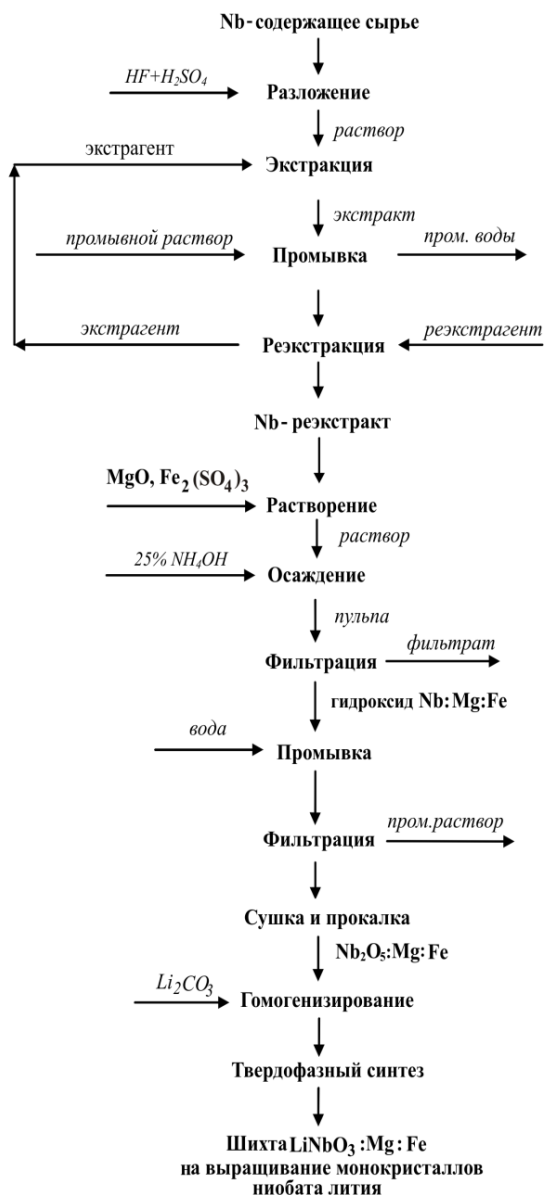 Nb-содержащее сырье
HF+H₂SO₄
Разложение
раствор
экстрагент
Экстракция
экстракт
промывной раствор
Промывка
пром. воды
экстрагент
Реэкстракция
реэкстрагент
Nb- реэкстракт
MgO, Fe₂(SO₄)₃
Растворение
раствор
25% NH₄OH
Осаждение
пульпа
Фильтрация
фильтрат
гидроксид Nb:Mg:Fe
вода
Промывка
Фильтрация
пром.раствор
Сушка и прокалка
Nb₂O₅:Mg:Fe
Li₂CO₃
Гомогенизирование
Твердофазный синтез
Шихта LiNbO₃ :Mg : Fe
на выращивание монокристаллов
ниобата лития